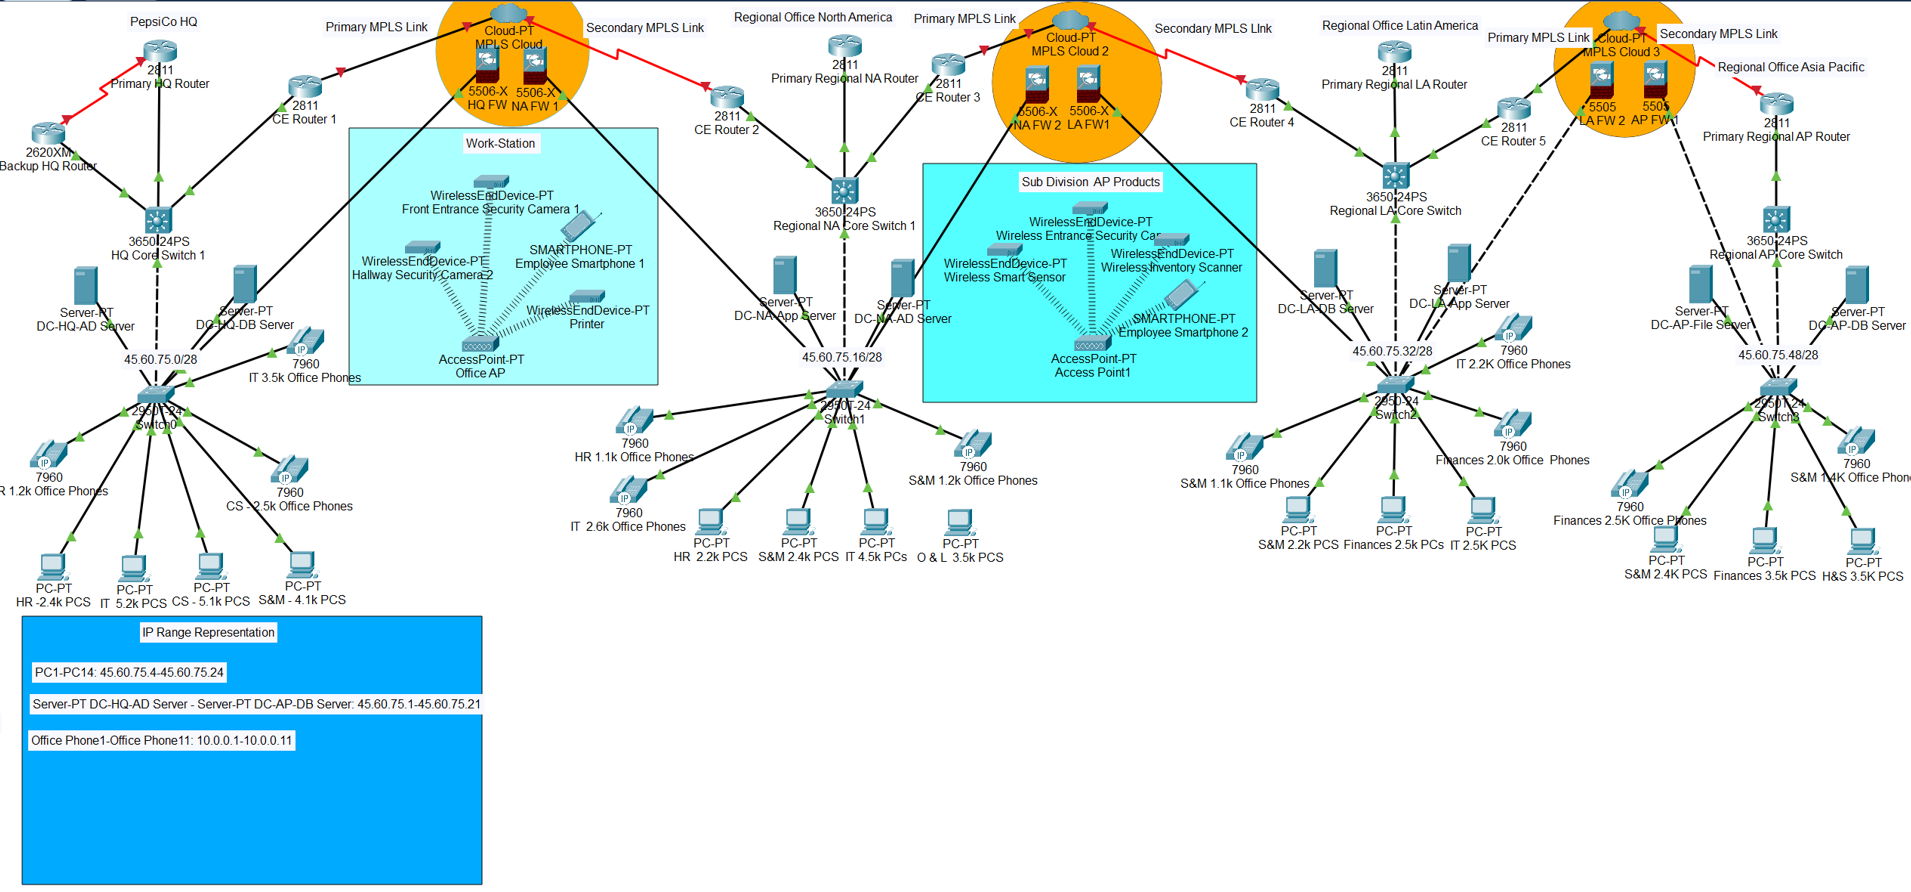 PepsiCo HQ
2811
Primary HQ Router
2620XM
Backup HQ Router
2811
CE Router 1
Primary MPLS Link
Cloud-PT
MPLS Cloud
5506-X
HQ FW
5506-X
NA FW 1
Secondary MPLS Link
3650-24PS
HQ Core Switch 1
Server-PT
DC-HQ-AD Server
Server-PT
DC-HQ-DB Server
45.60.75.0/28
7960
IT 3.5k Office Phones
2950T-24
Switch0
7960
R 1.2k Office Phones
7960
CS - 2.5k Office Phones
PC-PT
HR -2.4k PCS
PC-PT
IT 5.2k PCS
PC-PT
CS - 5.1k PCS
PC-PT
S&M - 4.1k PCS
Work-Station
WirelessEndDevice-PT
Front Entrance Security Camera 1
WirelessEndDevice-PT
Hallway Security Camera 2
SMARTPHONE-PT
Employee Smartphone 1
WirelessEndDevice-PT
Printer
AccessPoint-PT
Office AP
Regional Office North America
2811
Primary Regional NA Router
2811
CE Router 2
2811
CE Router 3
Primary MPLS Link
Cloud-PT
MPLS Cloud 2
5506-X
NA FW 2
5506-X
LA FW1
Secondary MPLS LInk
3650-24PS
Regional NA Core Switch 1
Server-PT
DC-NA-App Server
Server-PT
DC-NA-AD Server
45.60.75.16/28
2950T-24
Switch1
7960
HR 1.1k Office Phones
7960
IT 2.6k Office Phones
7960
S&M 1.2k Office Phones
PC-PT
HR 2.2k PCS
PC-PT
S&M 2.4k PCS
PC-PT
IT 4.5k PCs
PC-PT
O & L 3.5k PCS
Sub Division AP Products
WirelessEndDevice-PT
Wireless Entrance Security Ca
WirelessEndDevice-PT
Wireless Smart Sensor
WirelessEndDevice-PT
Wireless Inventory Scanner
SMARTPHONE-PT
Employee Smartphone 2
AccessPoint-PT
Access Point1
Regional Office Latin America
2811
Primary Regional LA Router
2811
CE Router 4
2811
CE Router 5
Primary MPLS Link
Cloud-PT
MPLS Cloud 3
5505
LA FW 2
5505
AP FW 1
Secondary MPLS Link
3650-24PS
Regional LA Core Switch
Server-PT
DC-LA-DB Server
Server-PT
DC-LA-App Server
45.60.75.32/28
7960
IT 2.2K Office Phones
2950-24
Switch2
7960
S&M 1.1k Office Phones
7960
Finances 2.0k Office Phones
PC-PT
S&M 2.2k PCS
PC-PT
Finances 2.5k PCs
PC-PT
IT 2.5K PCS
Regional Office Asia Pacific
2811
Primary Regional AP Router
3650-24PS
Regional AP Core Switch
Server-PT
DC-AP-File Server
Server-PT
DC-AP-DB Server
45.60.75.48/28
2950T-24
Switch3
7960
Finances 2.5K Office Phones
7960
S&M 1.4K Office Phon
PC-PT
S&M 2.4K PCS
PC-PT
Finances 3.5k PCS
PC-PT
H&S 3.5K PCS
IP Range Representation
PC1-PC14: 45.60.75.4-45.60.75.24
Server-PT DC-HQ-AD Server - Server-PT DC-AP-DB Server: 45.60.75.1-45.60.75.21
Office Phone1-Office Phone11: 10.0.0.1-10.0.0.11